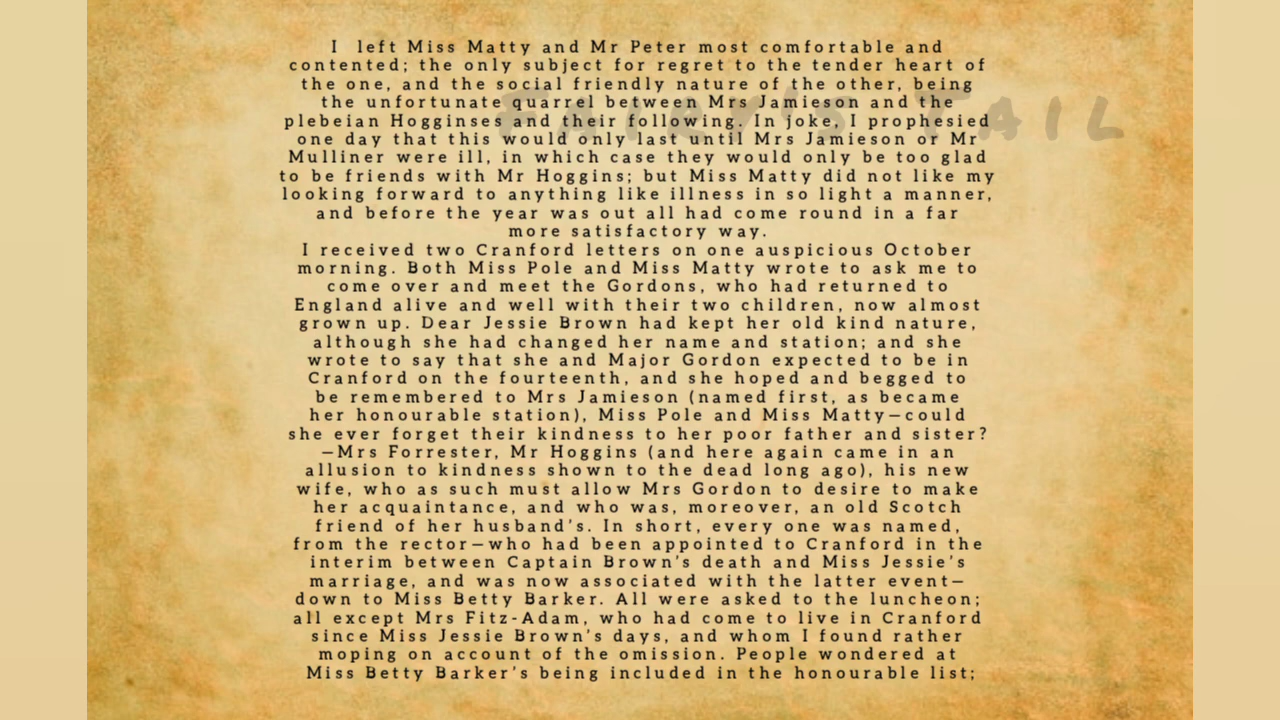 I left Miss Matty and Mr Peter most comfortable and
contented; the only subject for regret to the tender heart of
the one, and the social friendly nature of the other, being
the unfortunate quarrel between Mrs Jamieson and the
plebeian Hogginses and their following. In joke, I prophesied
one day that this would only last until Mrs Jamieson or Mr
Mulliner were ill, in which case they would only be too glad
to be friends with Mr Hoggins; but Miss Matty did not like my
looking forward to anything like illness in so light a manner,
and before the year was out all had come round in a far
more satisfactory way.
I received two Cranford letters on one auspicious October
morning. Both Miss Pole and Miss Matty wrote to ask me to
come over and meet the Gordons, who had returned to
England alive and well with their two children, now almost
grown up. Dear Jessie Brown had kept her old kind nature,
although she had changed her name and station; and she
wrote to say that she and Major Gordon expected to be in
Cranford on the fourteenth, and she hoped and begged to
be remembered to Mrs Jamieson (named first, as became
her honourable station), Miss Pole and Miss Matty—could
she ever forget their kindness to her poor father and sister?
—Mrs Forrester, Mr Hoggins (and here again came in an
allusion to kindness shown to the dead long ago), his new
wife, who as such must allow Mrs Gordon to desire to make
her acquaintance, and who was, moreover, an old Scotch
friend of her husband's. In short, every one was named,
from the rector—who had been appointed to Cranford in the
interim between Captain Brown's death and Miss Jessie's
marriage, and was now associated with the latter event—
down to Miss Betty Barker. All were asked to the luncheon;
all except Mrs Fitz-Adam, who had come to live in Cranford
since Miss Jessie Brown's days, and whom I found rather
moping on account of the omission. People wondered at
Miss Betty Barker's being included in the honourable list;
TAIL